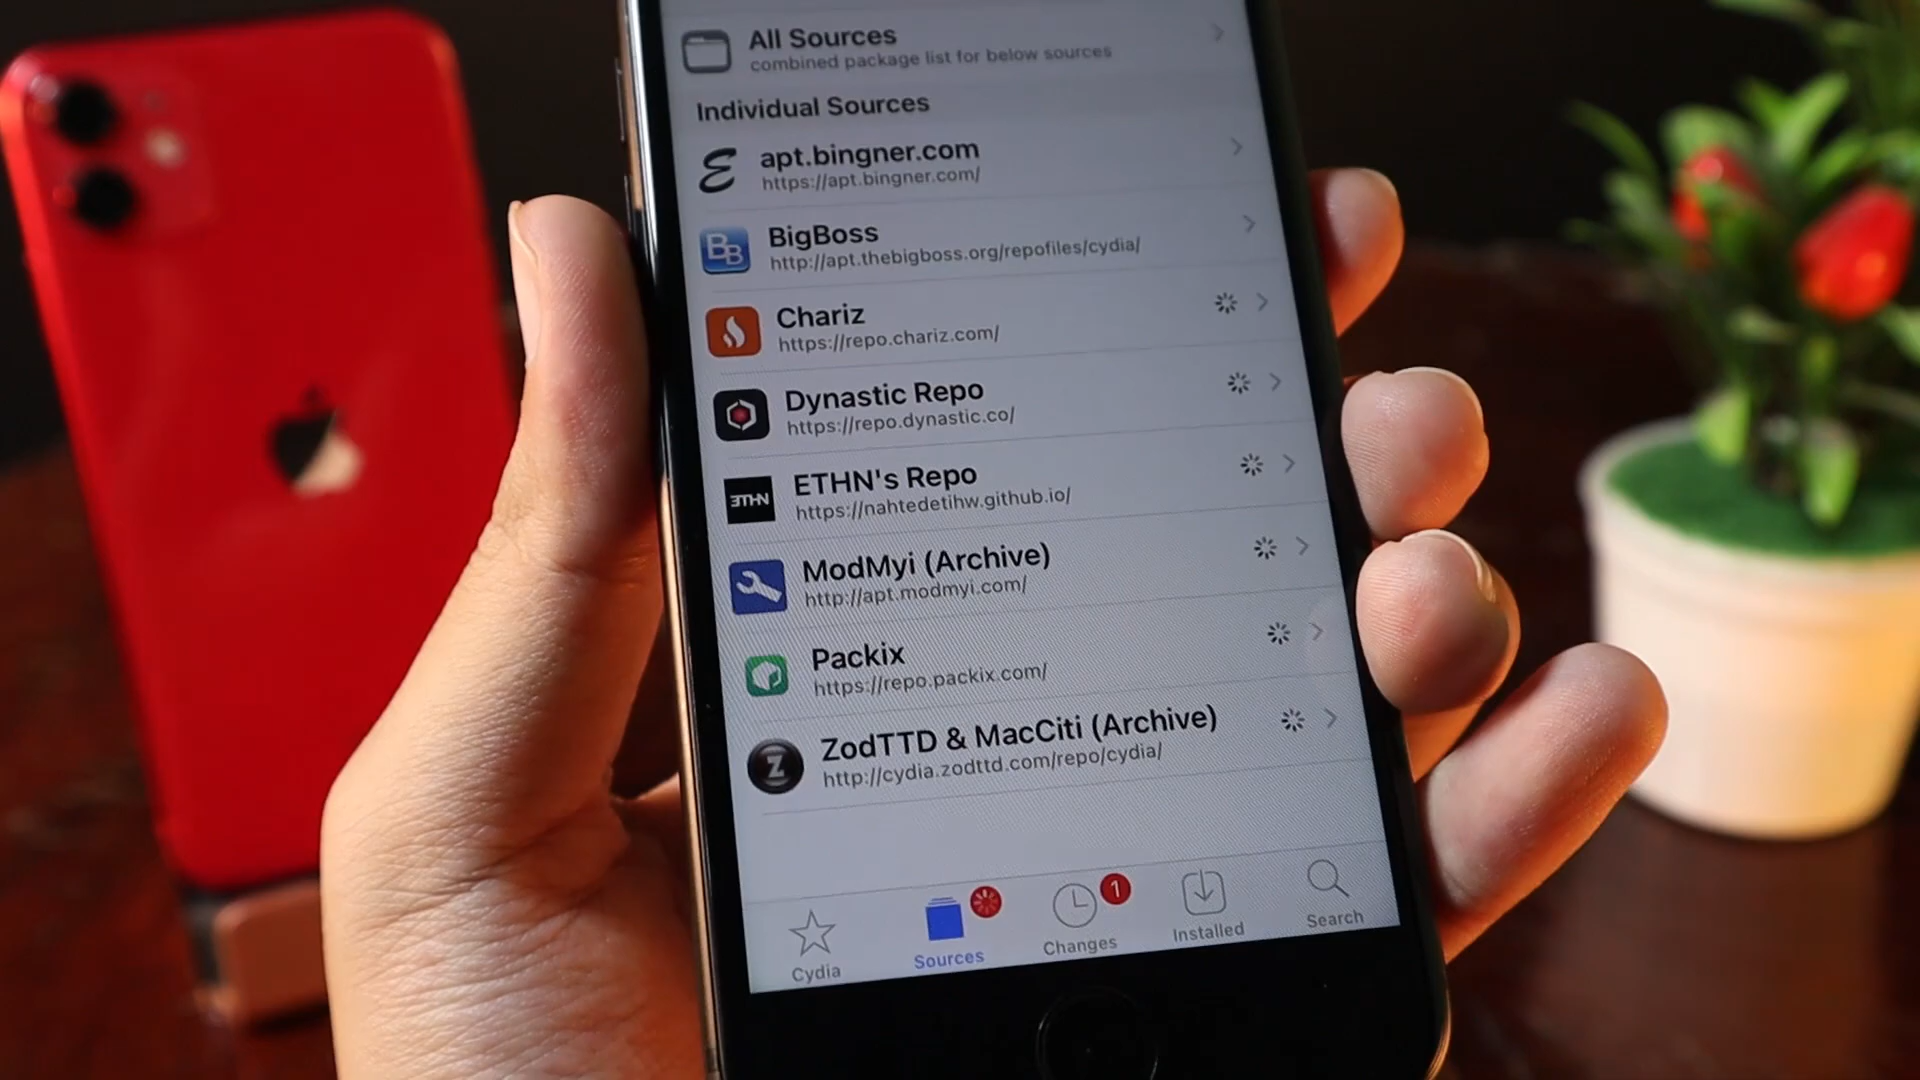 All Sources
combined package list for below sources
Individual Sources
apt.bingner.com
https://apt.bingner.com/
BB
BigBoss
http://apt.thebigboss.org/repofiles/cydia/
Chariz
https://repo.chariz.com/
Dynastic Repo
https://repo.dynastic.co/
ETHN's Repo
3THN
https://nahtedetihw.github.io/
ModMyi (Archive)
http://apt.modmyi.com/
Packix
https://repo.packix.com/
ZodTTD & MacCiti (Archive)
Z
http://cydia.zodttd.com/repo/cydia/
1
Cydia
Sources
Changes
Installed
Search